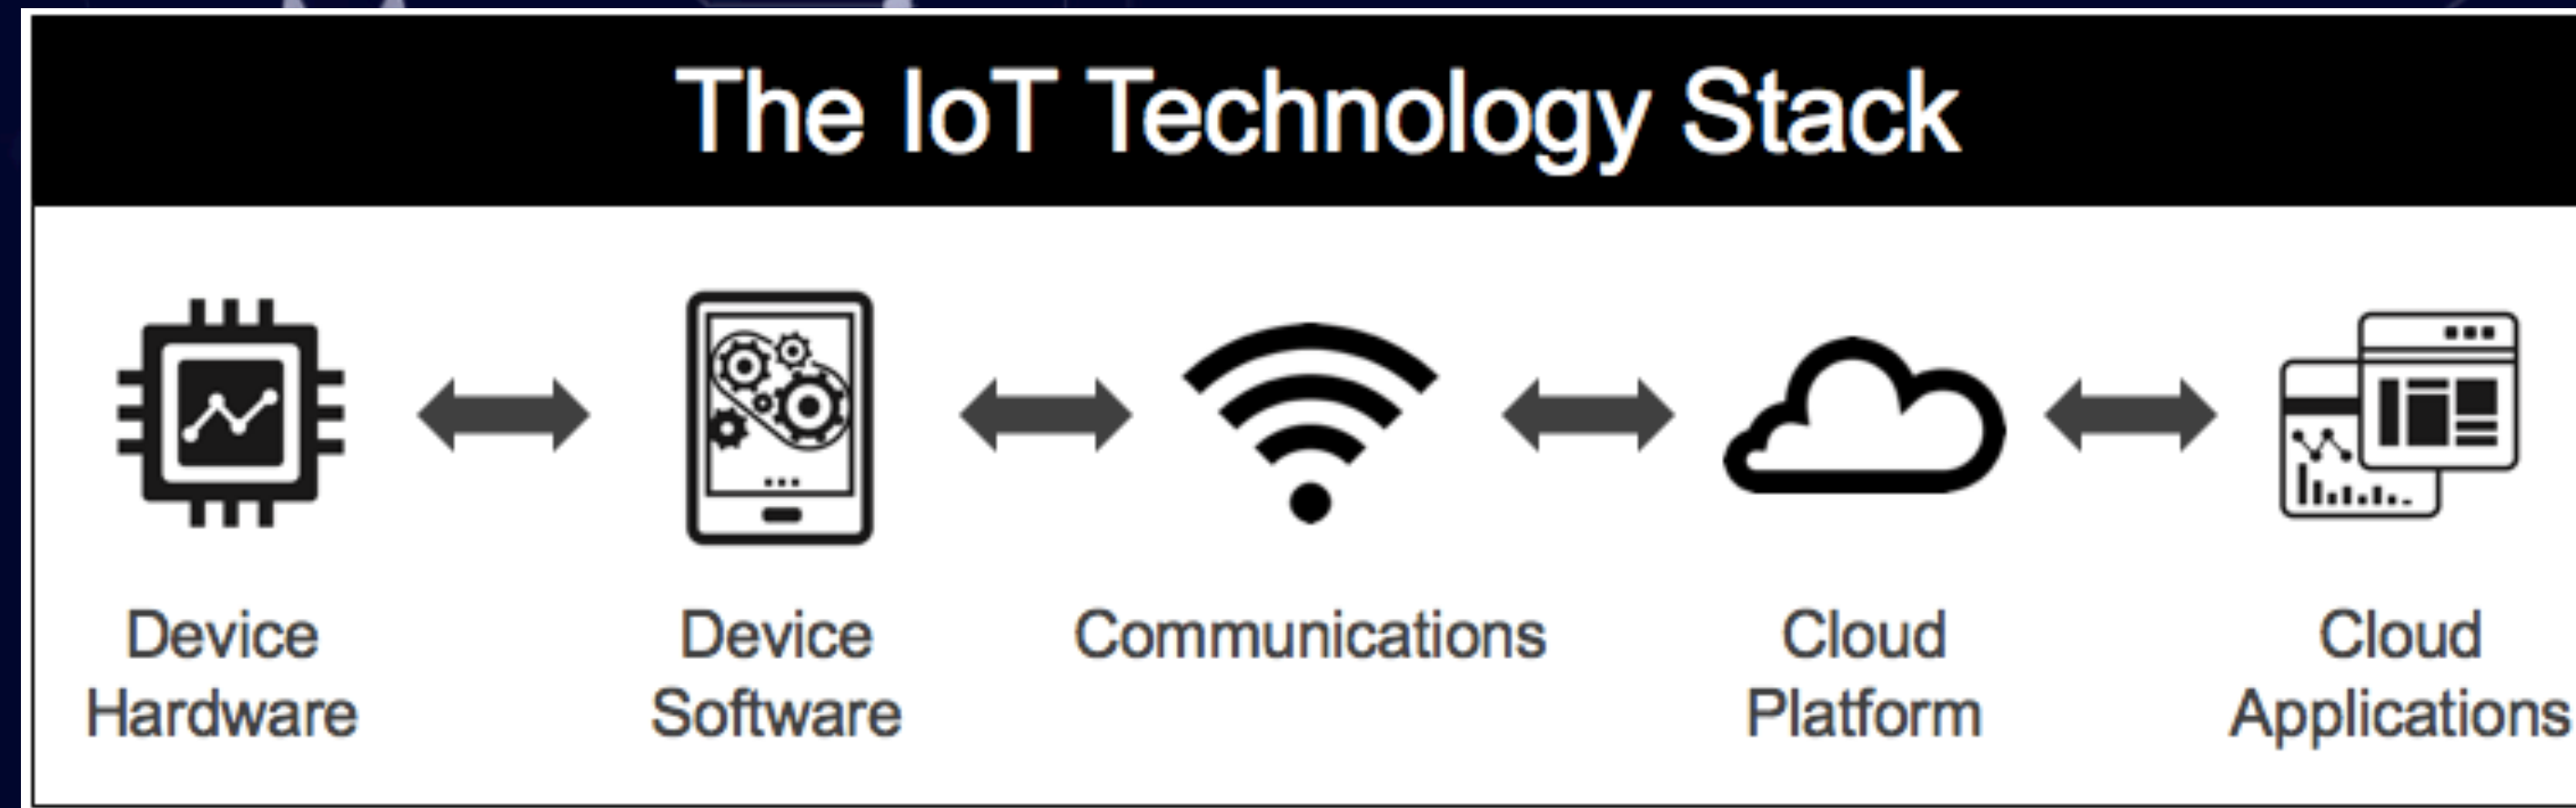 The IoT Technology Stack
Device
Hardware
Device
Software
Communications
Cloud
Platform
Cloud
Applications